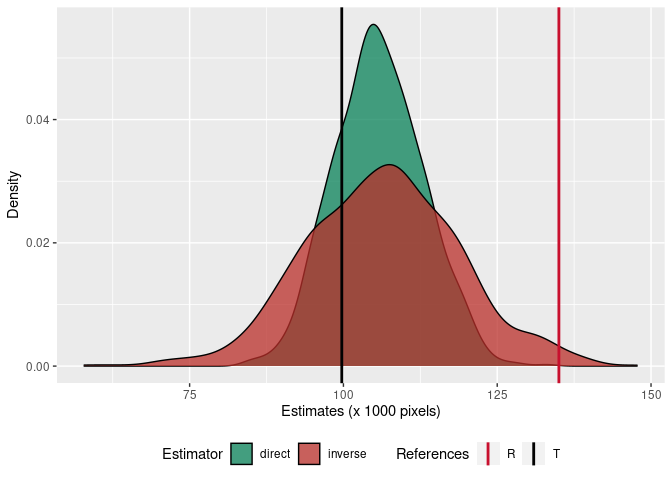 Density
0.04
0.02
0.00
75
100
125
150
Estimates (x 1000 pixels)
Estimator direct inverse References R T